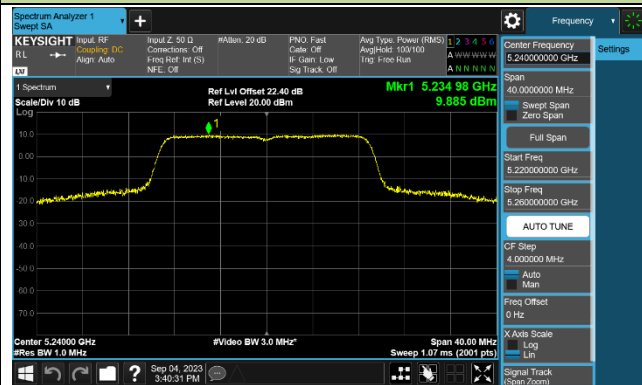 Spectrum Analyzer 1
Swept SA
+
Frequency
KEYSIGHT
Input: RF
Input Z: 50 Ω
#Atten: 20 dB
PNO: Fast
Avg Type: Power (RMS)
1 2 3 4 5 6
RL
Coupling: DC
Corrections: Off
Gate: Off
Avg|Hold: 100/100
A W W W W W
Align: Auto
Freq Ref: Int (S)
IF Gain: Low
Trig: Free Run
NFE: Off
Sig Track: Off
A N N N N N
LXI
1 Spectrum
Ref Lvl Offset 22.40 dB
Mkr1 5.234 98 GHz
Scale/Div 10 dB
Ref Level 20.00 dBm
9.885 dBm
Log
1
10.0
0.00
10.0
20.0
30.0
40.0
-50.0
60.0
70.0
Center 5.24000 GHz
#Video BW 3.0 MHz*
Span 40.00 MHz
#Res BW 1.0 MHz
Sweep 1.07 ms (2001 pts)
Sep 04, 2023
3:40:31 PM
?
Center Frequency
5.240000000 GHz
Settings
Span
40.0000000 MHz
Swept Span
Zero Span
Full Span
Start Freq
5.220000000 GHz
Stop Freq
5.260000000 GHz
AUTO TUNE
CF Step
4.000000 MHz
Auto
Man
Freq Offset
0 Hz
X Axis Scale
Log
Lin
Signal Track
(Span Zoom)